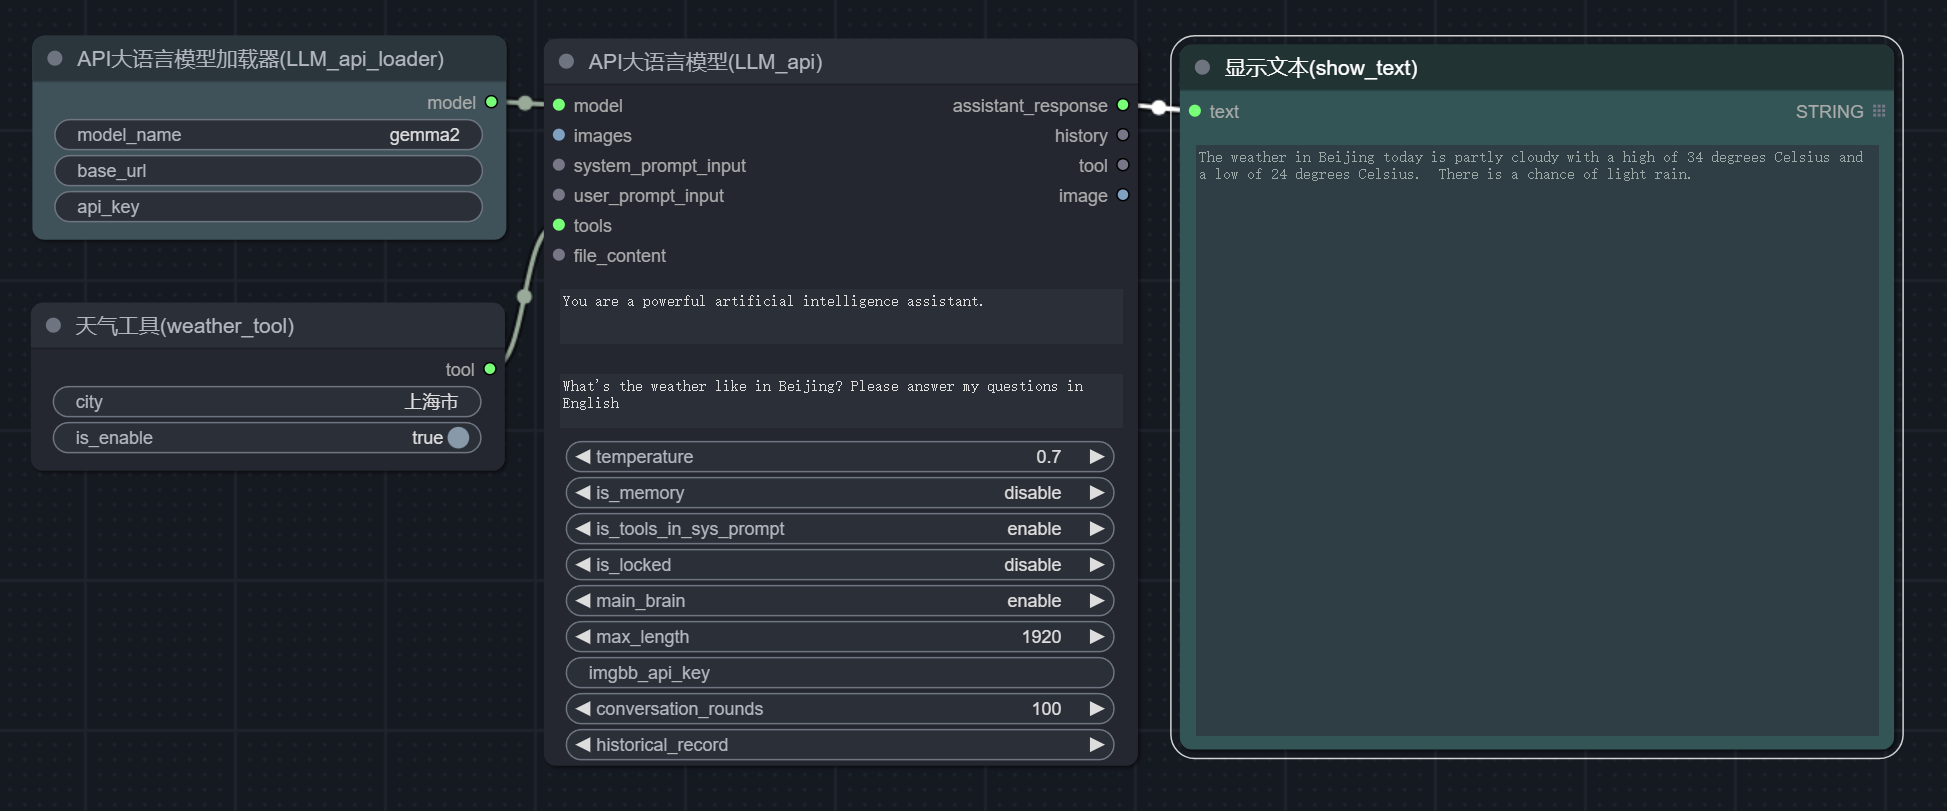 API大语言模型加载器(LLM_api_loader)
model
model_name gemma2
base_url
api_key
天气工具(weather_tool)
tool
city 上海市
is_enable true
API大语言模型(LLM_api)
model assistant_response
images history
system_prompt_input tool
user_prompt_input image
tools
file_content
You are a powerful artificial intelligence assistant.
What's the weather like in Beijing? Please answer my questions in
English
temperature 0.7
is_memory disable
is_tools_in_sys_prompt enable
is_locked disable
main_brain enable
max_length 1920
imgbb_api_key
conversation_rounds 100
historical_record
显示文本(show_text)
text STRING
The weather in Beijing today is partly cloudy with a high of 34 degrees Celsius and
a low of 24 degrees Celsius.  There is a chance of light rain.